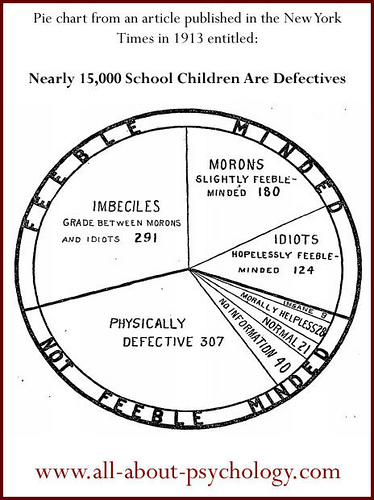 Pie chart from an article published in the New York
Times in 1913 entitled:
Nearly 15,000 School Children Are Defectives
FEEBLE MINDED
MORONS
SLIGHTLY FEEBLE-
MINDED 180
IMBECILES
GRADE BETWEEN MORONS
AND IDIOTS 291
IDIOTS
HOPELESSLY FEEBLE-
MINDED 124
INSANE 9
MORALLY HELPLESS 28
NORMAL 21
NO INFORMATION 40
PHYSICALLY
DEFECTIVE 307
NOT FEEBLE MINDED
www.all-about-psychology.com